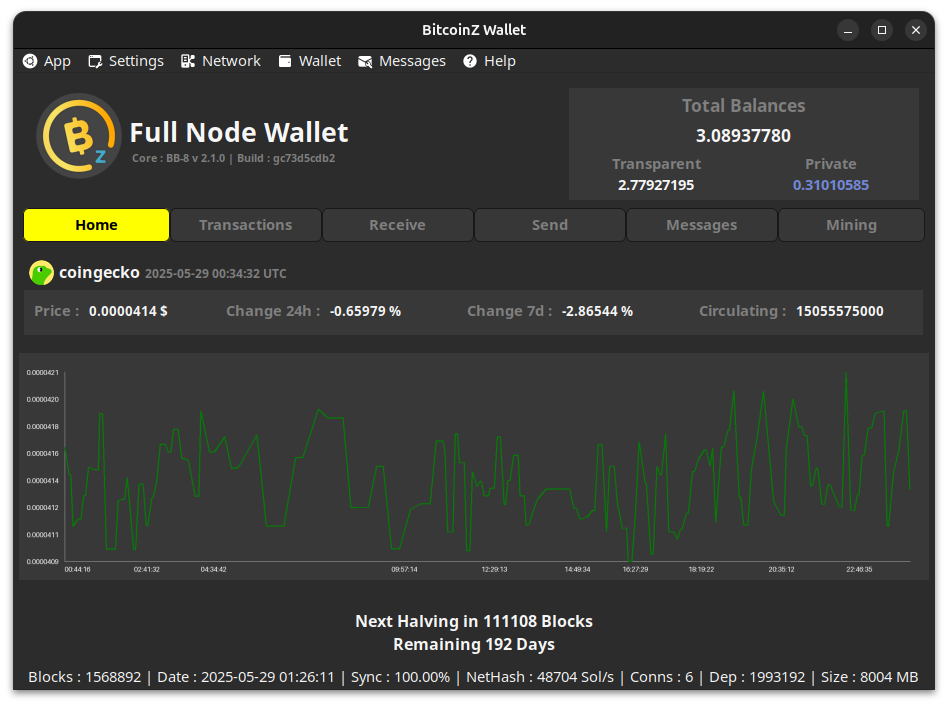 BitcoinZ Wallet
App Settings Network Wallet Messages Help
Full Node Wallet
Core : BB-8 v 2.1.0 | Build : gc73d5cdb2
Total Balances
3.08937780
Transparent Private
2.77927195 0.31010585
Home Transactions Receive Send Messages Mining
coingecko 2025-05-29 00:34:32 UTC
Price : 0.0000414 $ Change 24h : -0.65979 % Change 7d : -2.86544 % Circulating : 15055575000
0.0000421
0.0000420
0.0000418
0.0000416
0.0000414
0.0000412
0.0000411
0.0000409
00:44:16 02:41:32 04:34:42 09:57:14 12:29:13 14:49:34 16:27:29 18:19:22 20:35:12 22:46:35
Next Halving in 111108 Blocks
Remaining 192 Days
Blocks : 1568892 | Date : 2025-05-29 01:26:11 | Sync : 100.00% | NetHash : 48704 Sol/s | Conns : 6 | Dep : 1993192 | Size : 8004 MB